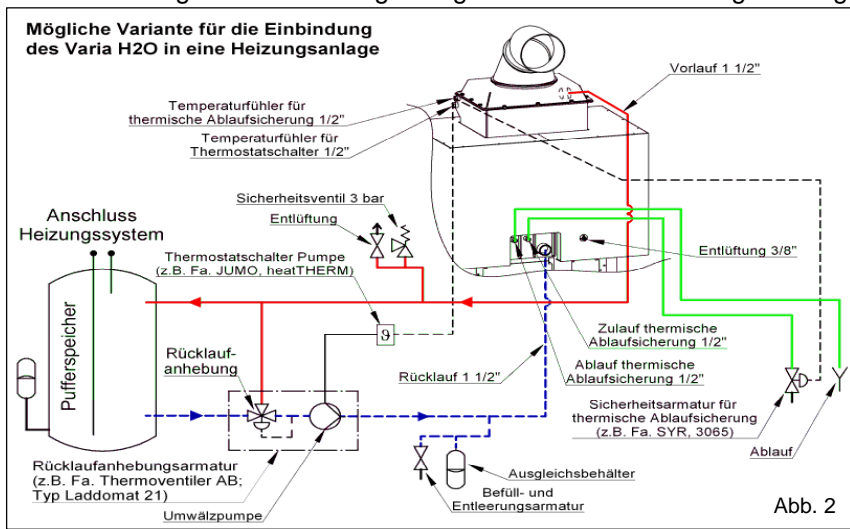 Mögliche Variante für die Einbindung
des Varia H2O in eine Heizungsanlage
Vorlauf 1 1/2"
Temperaturfühler für
thermische Ablaufsicherung 1/2"
Temperaturfühler für
Thermostatschalter 1/2"
Sicherheitsventil 3 bar
Entlüftung
Anschluss
Heizungssystem
Thermostatschalter Pumpe
(z.B. Fa. JUMO, heatTHERM)
Entlüftung 3/8"
ϑ
Pufferspeicher
Rücklauf-
anhebung
Zulauf thermische
Ablaufsicherung 1/2"
Rücklauf 1 1/2"
Ablauf thermische
Ablaufsicherung 1/2"
Sicherheitsarmatur für
thermische Ablaufsicherung
(z.B. Fa. SYR, 3065)
Ablauf
Rücklaufanhebungsarmatur
(z.B. Fa. Thermoventiler AB;
Typ Laddomat 21)
Umwälzpumpe
Ausgleichsbehälter
Befüll- und
Entleerungsarmatur
Abb. 2